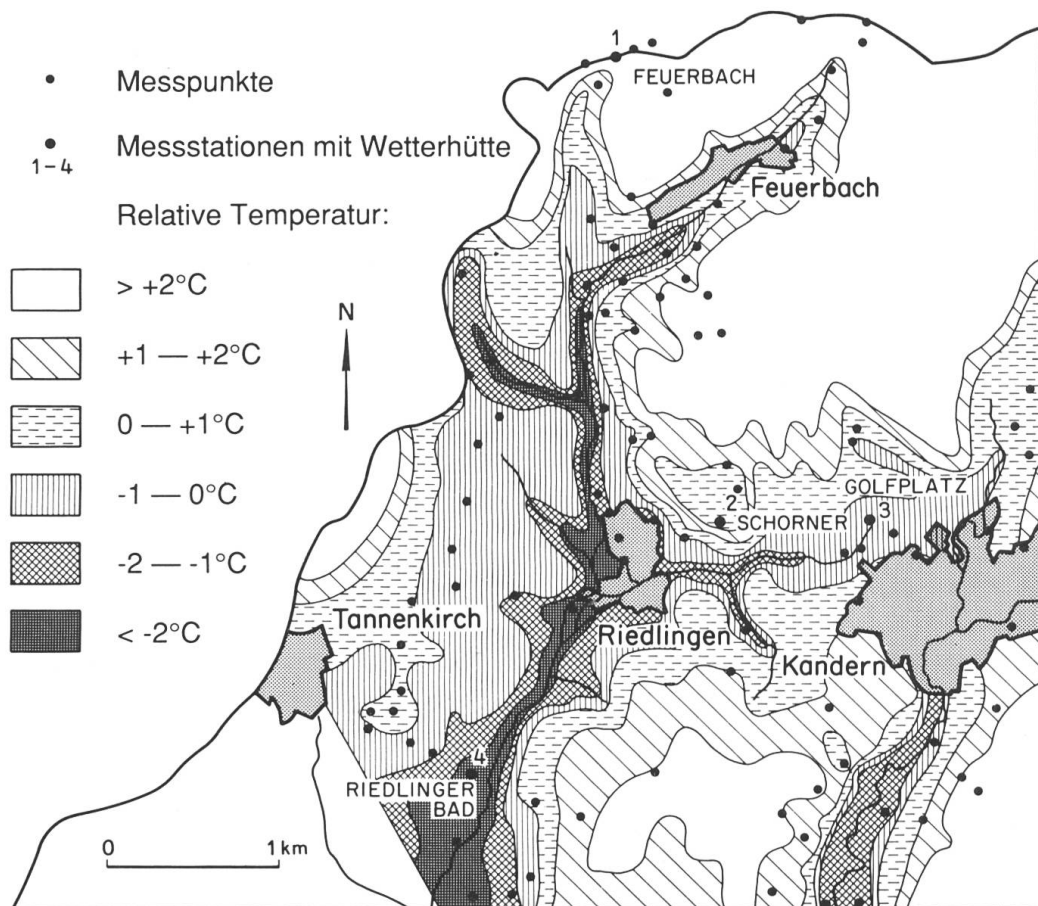 Messpunkte
Messstationen mit Wetterhütte
1–4
Relative Temperatur:
> +2°C
+1 — +2°C
0 — +1°C
-1 — 0°C
-2 — -1°C
< -2°C
N
1
FEUERBACH
Feuerbach
GOLFPLATZ
2
SCHORNER
3
Tannenkirch
Riedlingen
Kandern
4
RIEDLINGER
BAD
0
1 km